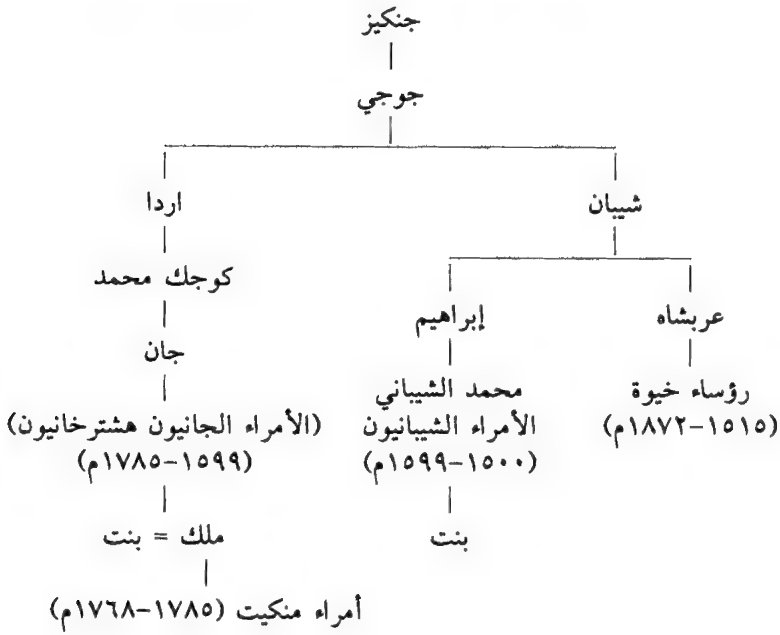 جنكيز
جوجي
شيبان
اردا
عربشاه
إبراهيم
كوجك محمد
جان
رؤساء خيوة
(١٥١٥-١٨٧٢م)
محمد الشيباني
الأمراء الشيبانيون
(١٥٠٠-١٥٩٩م)
(الأمراء الجانيون هشترخانيون)
(١٥٩٩-١٧٨٥م)
بنت
ملك = بنت
أمراء منكيت (١٧٨٥-١٧٦٨م)